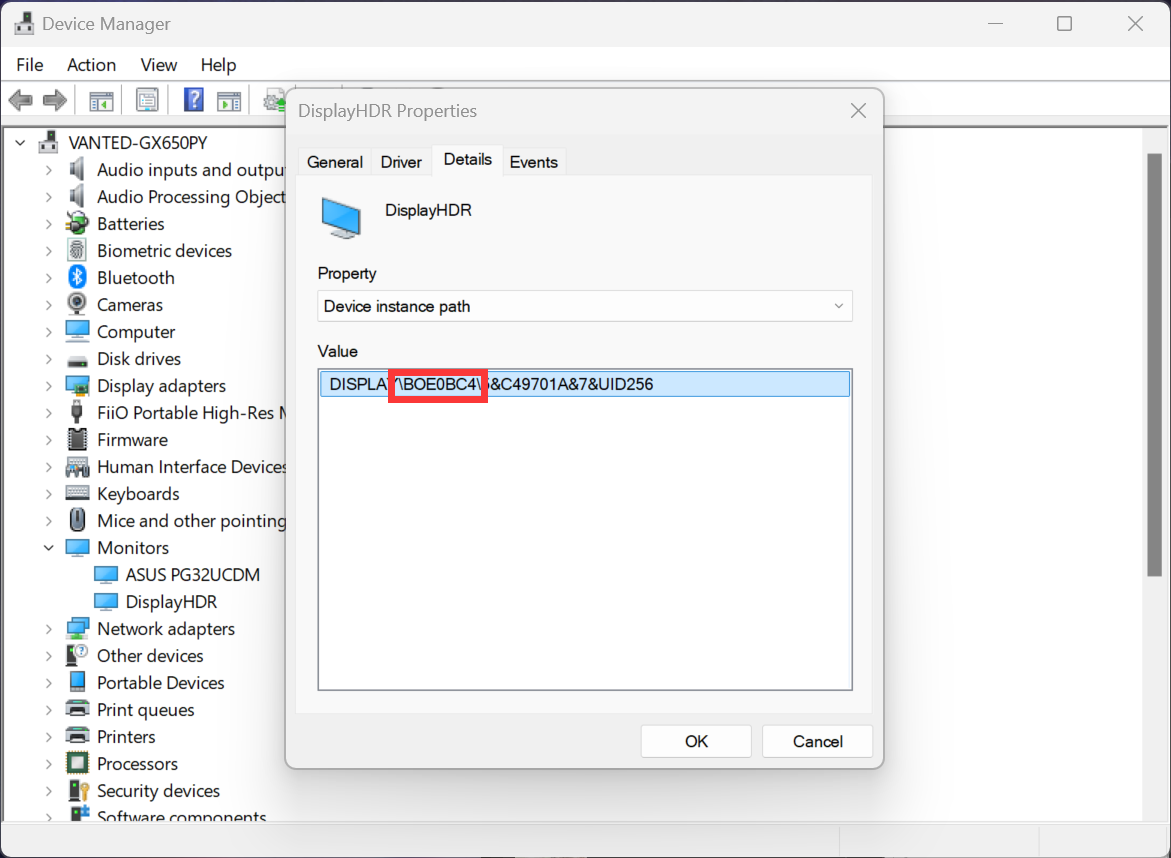 Device Manager
File Action View Help
DisplayHDR Properties
VANTED-GX650PY
Audio inputs and outpu
Audio Processing Object
Batteries
Biometric devices
Bluetooth
Cameras
Computer
Disk drives
Display adapters
FiiO Portable High-Res
Firmware
Human Interface Devices
Keyboards
Mice and other pointing
Monitors
ASUS PG32UCDM
DisplayHDR
Network adapters
Other devices
Portable Devices
Print queues
Printers
Processors
Security devices
Software components
General Driver Details Events
DisplayHDR
Property
Device instance path
Value
DISPLAY\BOE0BC4\ &C49701A&7&UID256
OK Cancel